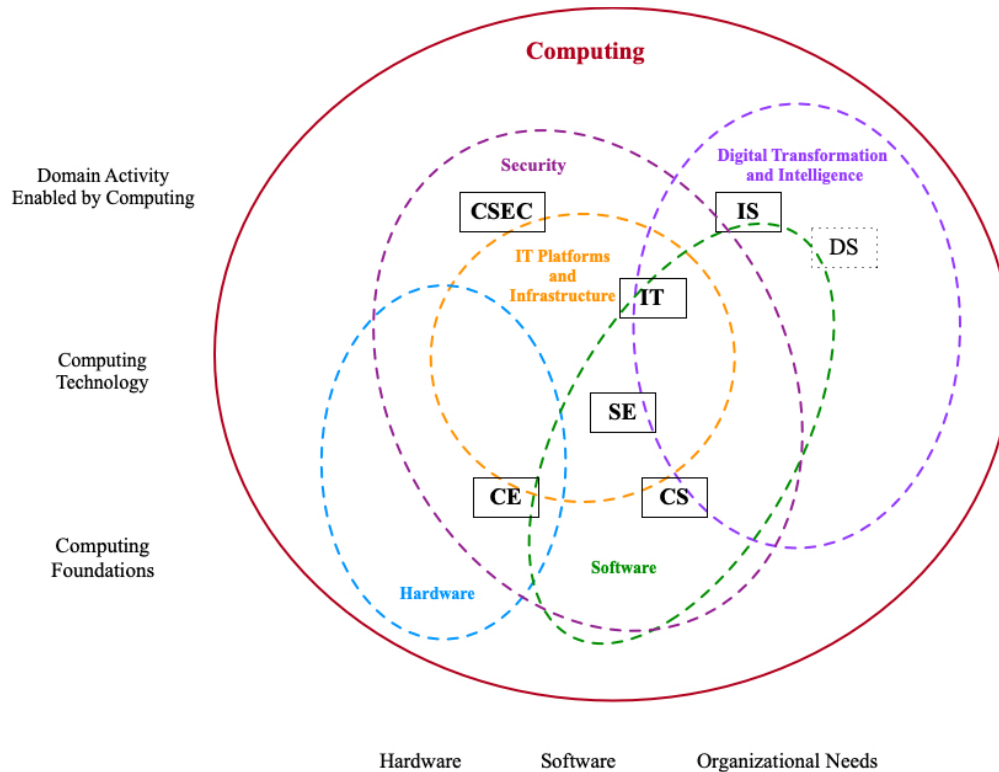 Computing
Domain Activity
Enabled by Computing
Security
Digital Transformation
and Intelligence
CSEC
IS
DS
IT Platforms
and
Infrastructure
IT
Computing
Technology
SE
CE
CS
Computing
Foundations
Software
Hardware
Hardware
Software
Organizational Needs